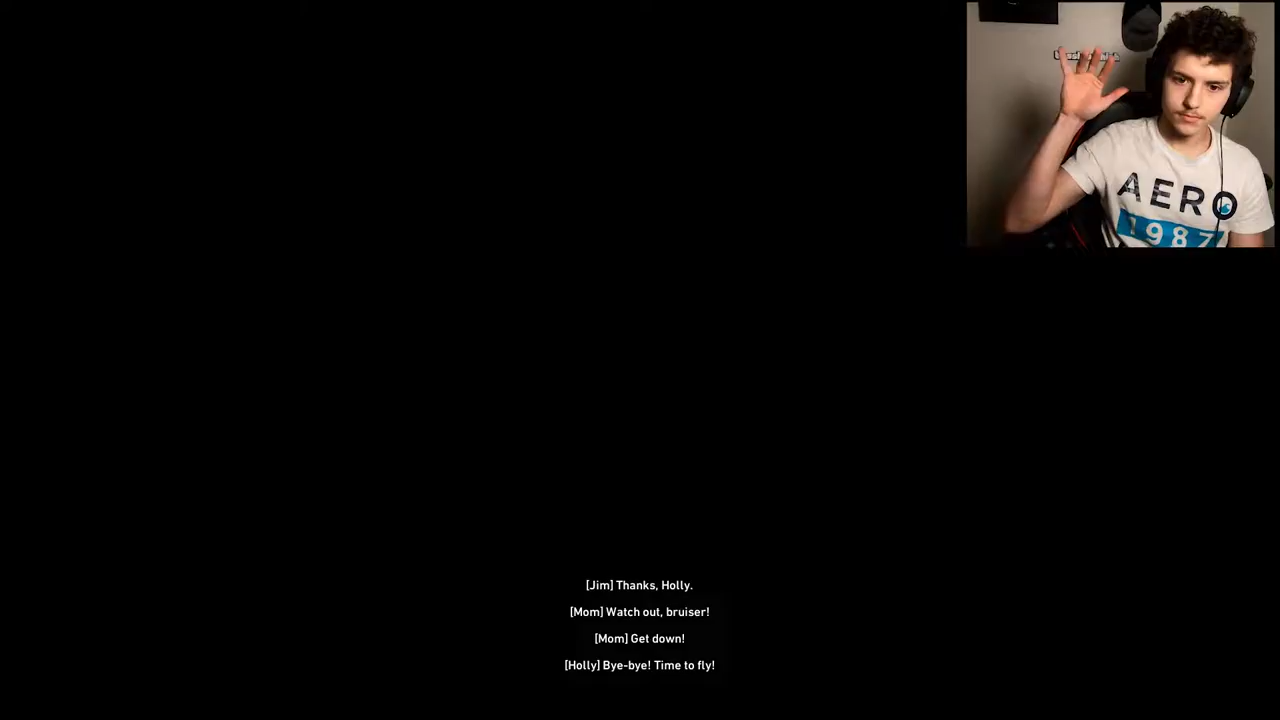 AERO
1987
[Jim] Thanks, Holly.
[Mom] Watch out, bruiser!
[Mom] Get down!
[Holly] Bye-bye! Time to fly!